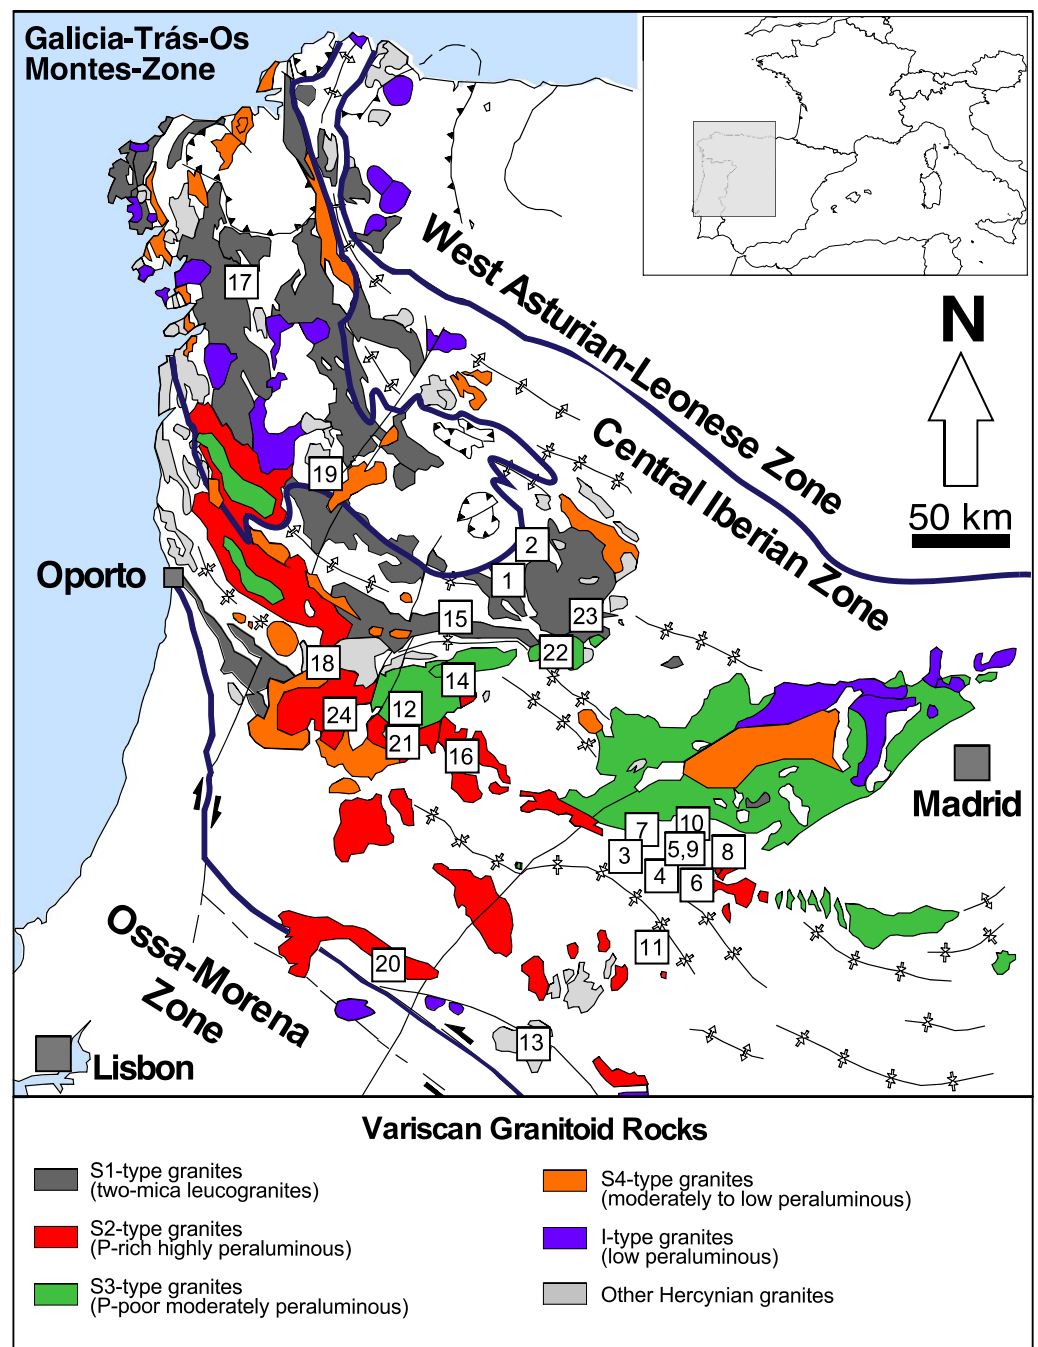 Galicia-Trás-Os
Montes-Zone
West Asturian-Leonese Zone
N
Central Iberian Zone
50 km
17
19
2
1
Oporto
15
23
22
18
14
12
24
21
16
Madrid
10
7
5,9
8
3
4
6
11
Ossa-Morena
Zone
20
13
Lisbon
Variscan Granitoid Rocks
S1-type granites
(two-mica leucogranites)
S2-type granites
(P-rich highly peraluminous)
S3-type granites
(P-poor moderately peraluminous)
S4-type granites
(moderately to low peraluminous)
I-type granites
(low peraluminous)
Other Hercynian granites